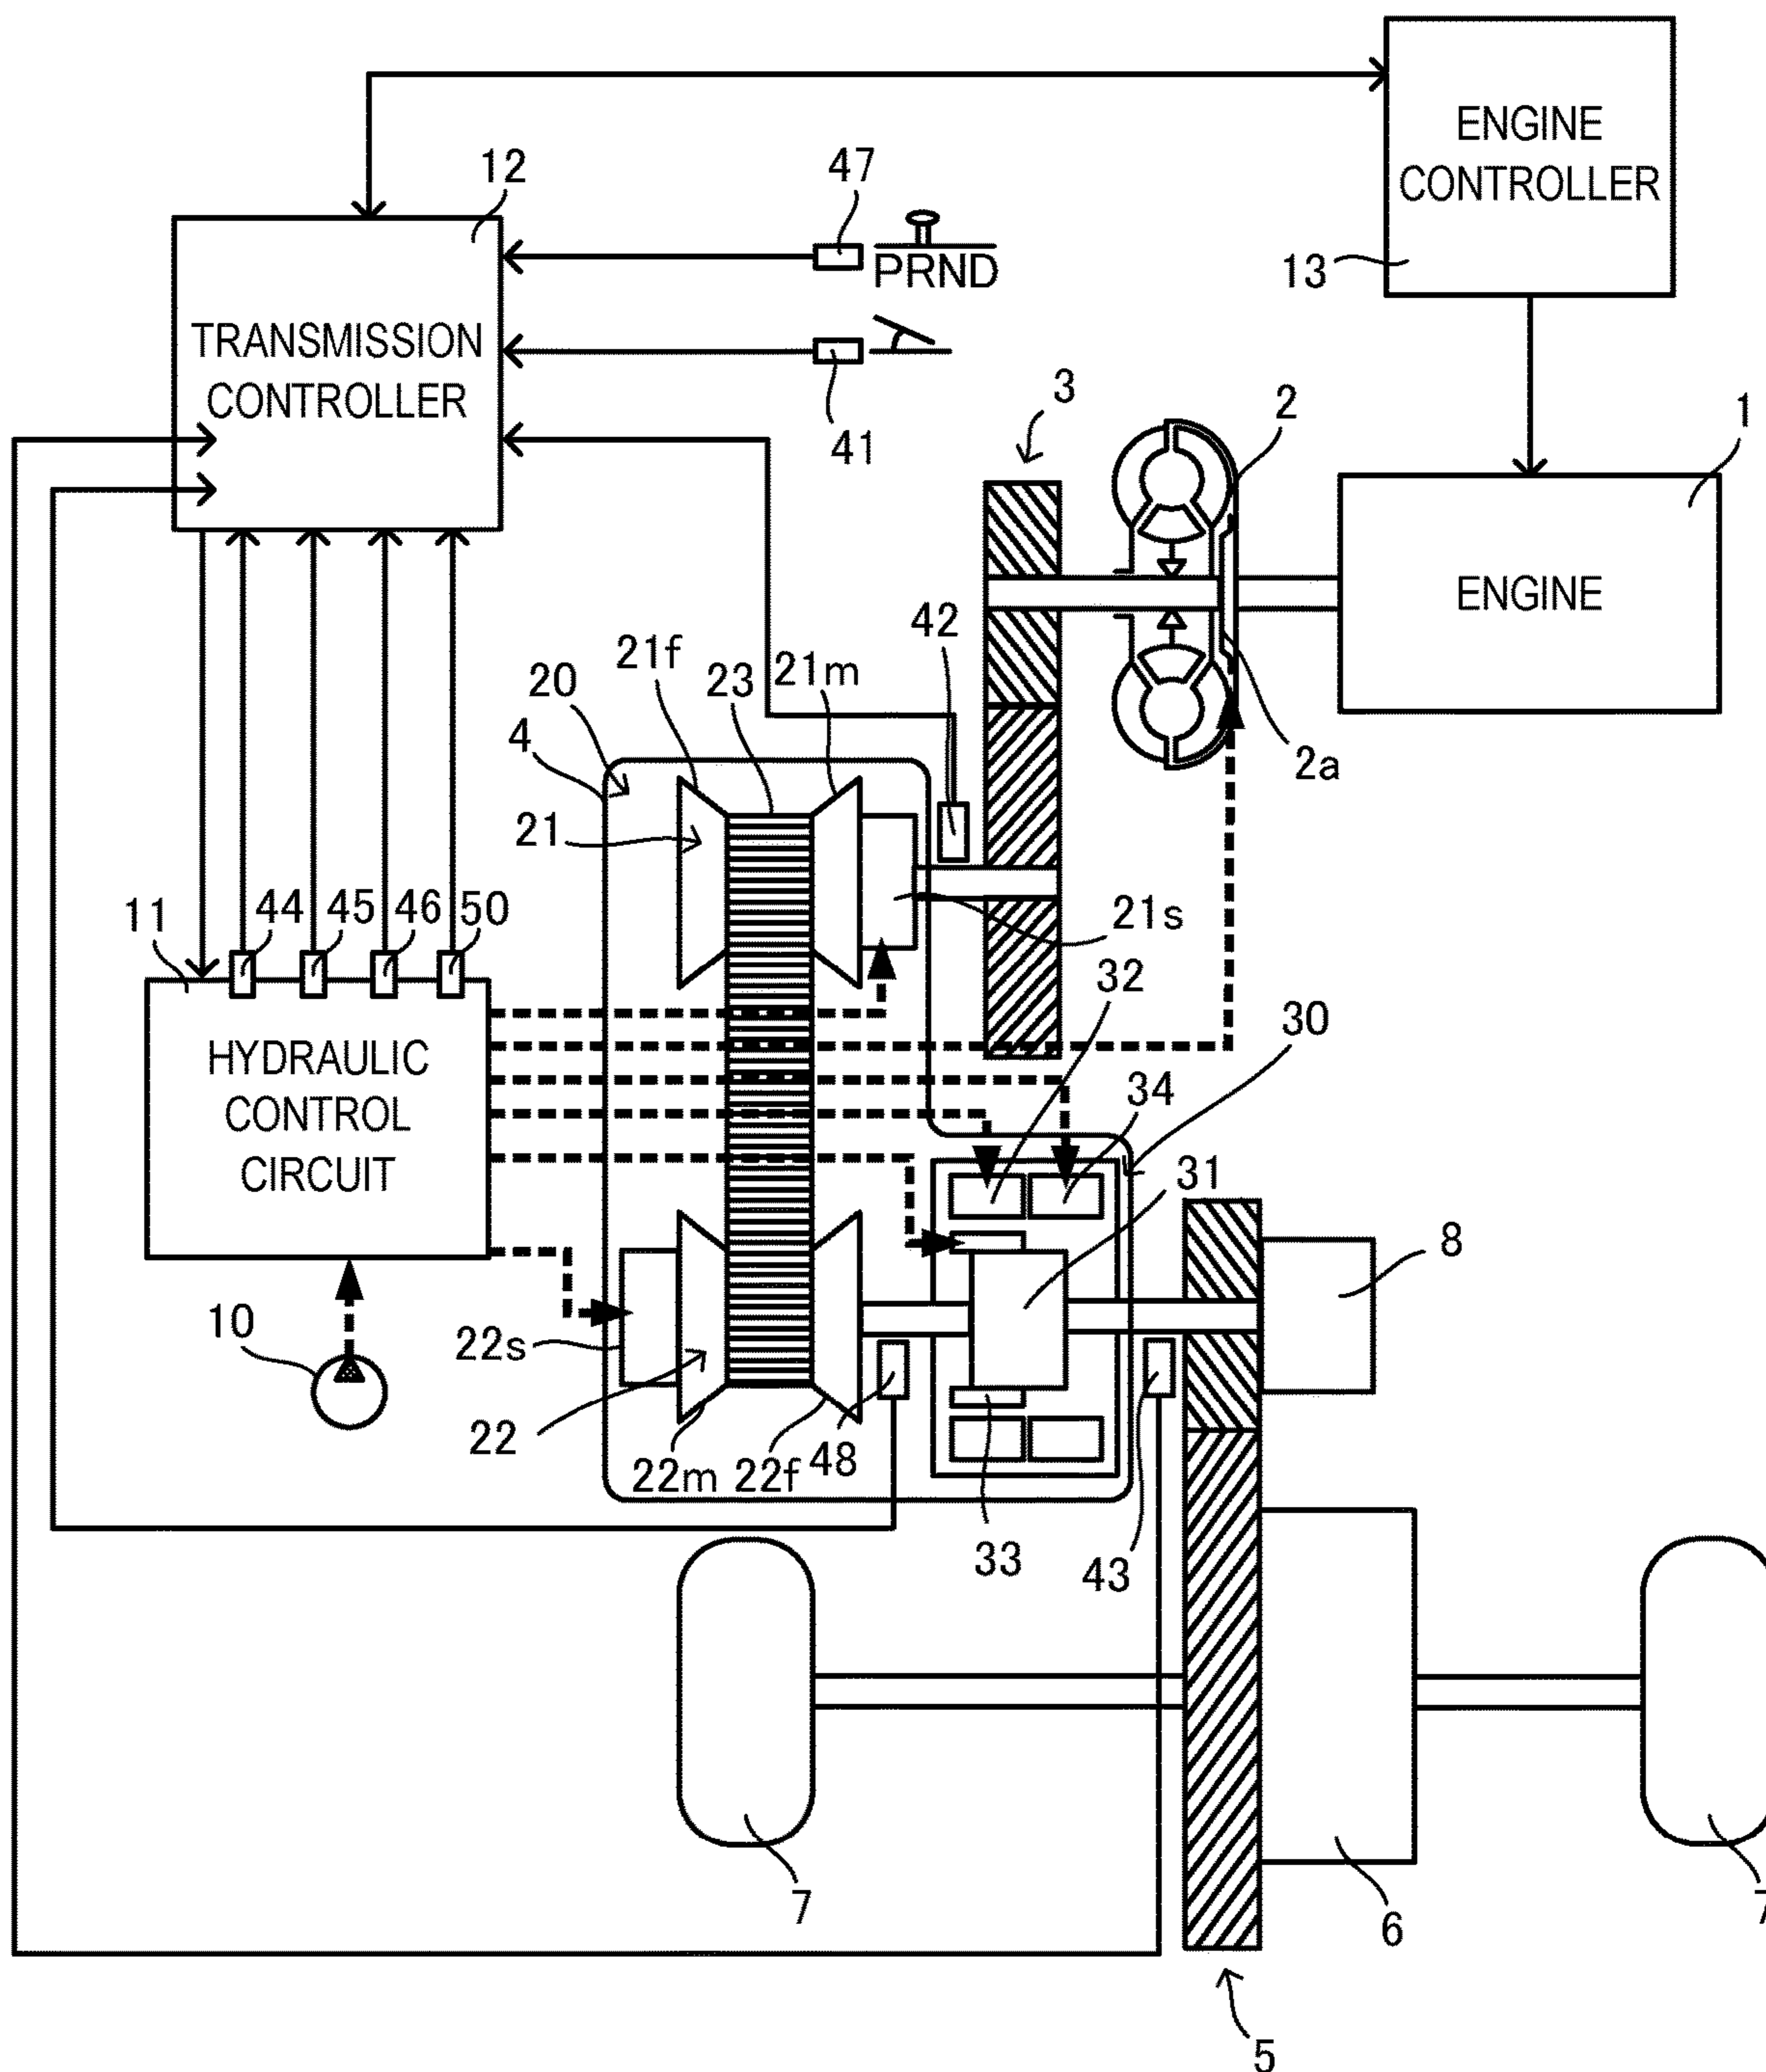 ENGINE
CONTROLLER
13
12
47
PRND
TRANSMISSION
CONTROLLER
41
3
2
1
ENGINE
42
2a
21f
23
21m
20
4
21
21s
11
44
45
46
50
32
30
HYDRAULIC
CONTROL
CIRCUIT
34
31
8
10
22s
22
22m
22f
48
33
43
7
6
7
5